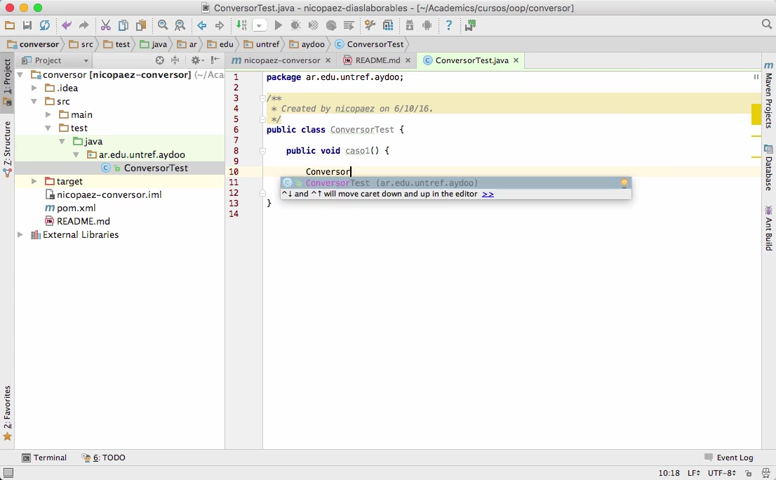 ConversorTest.java - nicopaez-diaslaborables - [~/Academics/cursos/oop/conversor]
conversor src test java ar edu untref aydoo ConversorTest
Project nicopaez-conversor README.md ConversorTest.java
conversor [nicopaez-conversor] (~/Aca
.idea
src
main
test
java
ar.edu.untref.aydoo
ConversorTest
target
nicopaez-conversor.iml
pom.xml
README.md
External Libraries
1: Project
Z: Structure
2: Favorites
1 package ar.edu.untref.aydoo;
2
3 /**
4 * Created by nicopaez on 6/10/16.
5 */
6 public class ConversorTest {
7
8 public void caso1() {
9
10 Conversor
11 ConversorTest (ar.edu.untref.aydoo)
^↓ and ^↑ will move caret down and up in the editor >>
12
13 }
14
Maven Projects
Database
Ant Build
Terminal 6: TODO Event Log
10:18 LF÷ UTF-8÷